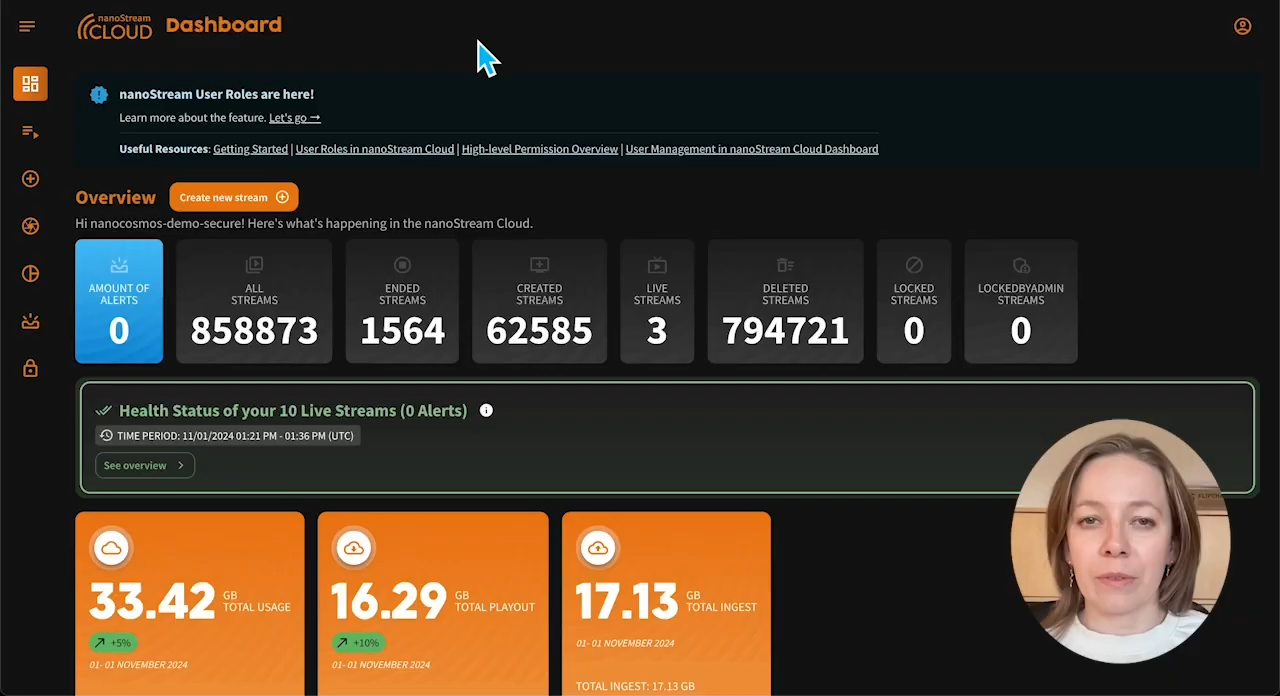 nanoStream
CLOUD
Dashboard
nanoStream User Roles are here!
Learn more about the feature. Let's go →
Useful Resources: Getting Started | User Roles in nanoStream Cloud | High-level Permission Overview | User Management in nanoStream Cloud Dashboard
Overview
Create new stream
Hi nanocosmos-demo-secure! Here's what's happening in the nanoStream Cloud.
AMOUNT OF
ALERTS
0
ALL
STREAMS
858873
ENDED
STREAMS
1564
CREATED
STREAMS
62585
LIVE
STREAMS
3
DELETED
STREAMS
794721
LOCKED
STREAMS
0
LOCKEDBYADMIN
STREAMS
0
Health Status of your 10 Live Streams (0 Alerts)
TIME PERIOD: 11/01/2024 01:21 PM - 01:36 PM (UTC)
See overview
33.42 GB
TOTAL USAGE
+5%
01- 01 NOVEMBER 2024
16.29 GB
TOTAL PLAYOUT
+10%
01- 01 NOVEMBER 2024
17.13 GB
TOTAL INGEST
01- 01 NOVEMBER 2024
TOTAL INGEST: 17.13 GB